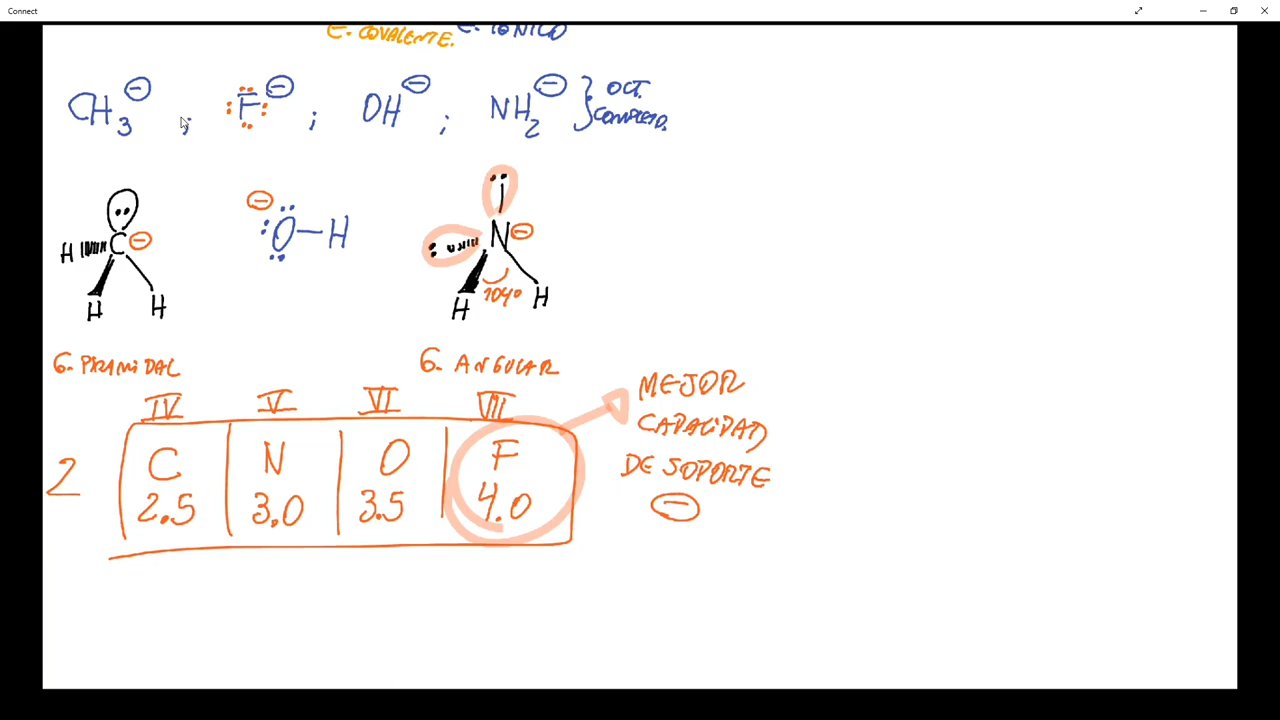 Connect
E. COVALENTE. E. IÓNICO
CH3⊖ ; :F:⊖ ; OH⊖ ; NH2⊖ } OCT. COMPLETO.
H C⊖ H H
⊖ :O—H
N⊖ 104° H H
G. PIRAMIDAL
G. ANGULAR
IV V VI VII
2 C N O F
2.5 3.0 3.5 4.0
MEJOR
CAPACIDAD
DE SOPORTE
⊖